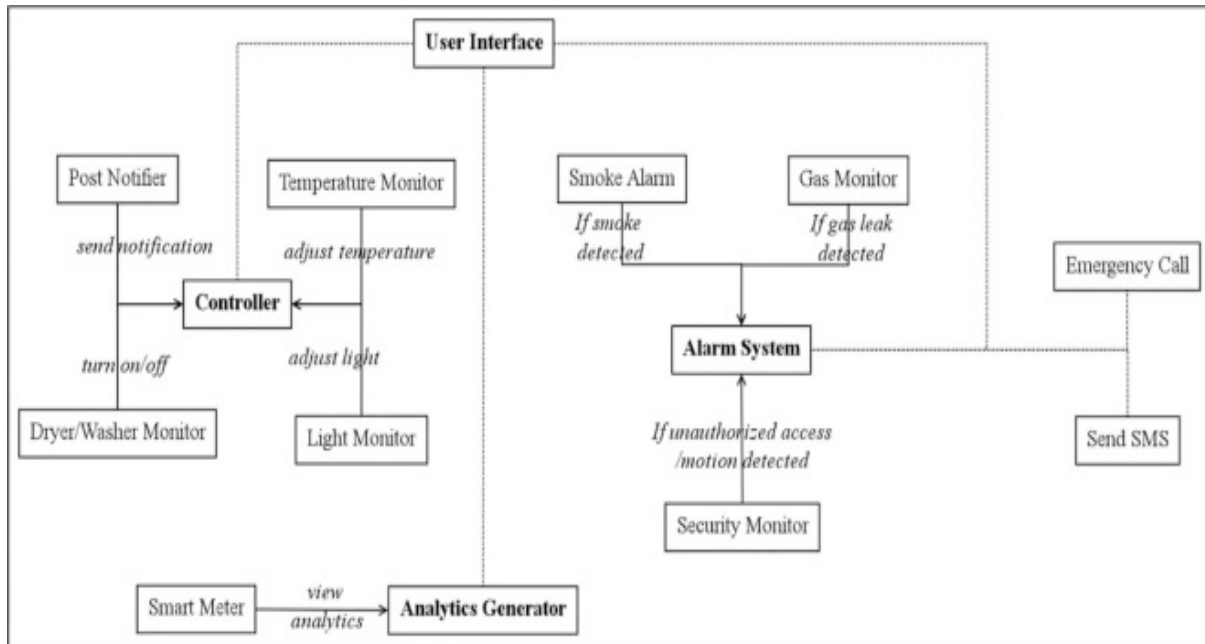 User Interface
Post Notifier
Temperature Monitor
Smoke Alarm
Gas Monitor
send notification
adjust temperature
If smoke
detected
If gas leak
detected
Emergency Call
Controller
Alarm System
turn on/off
adjust light
Dryer/Washer Monitor
Light Monitor
If unauthorized access
/motion detected
Send SMS
Security Monitor
Smart Meter
view
analytics
Analytics Generator